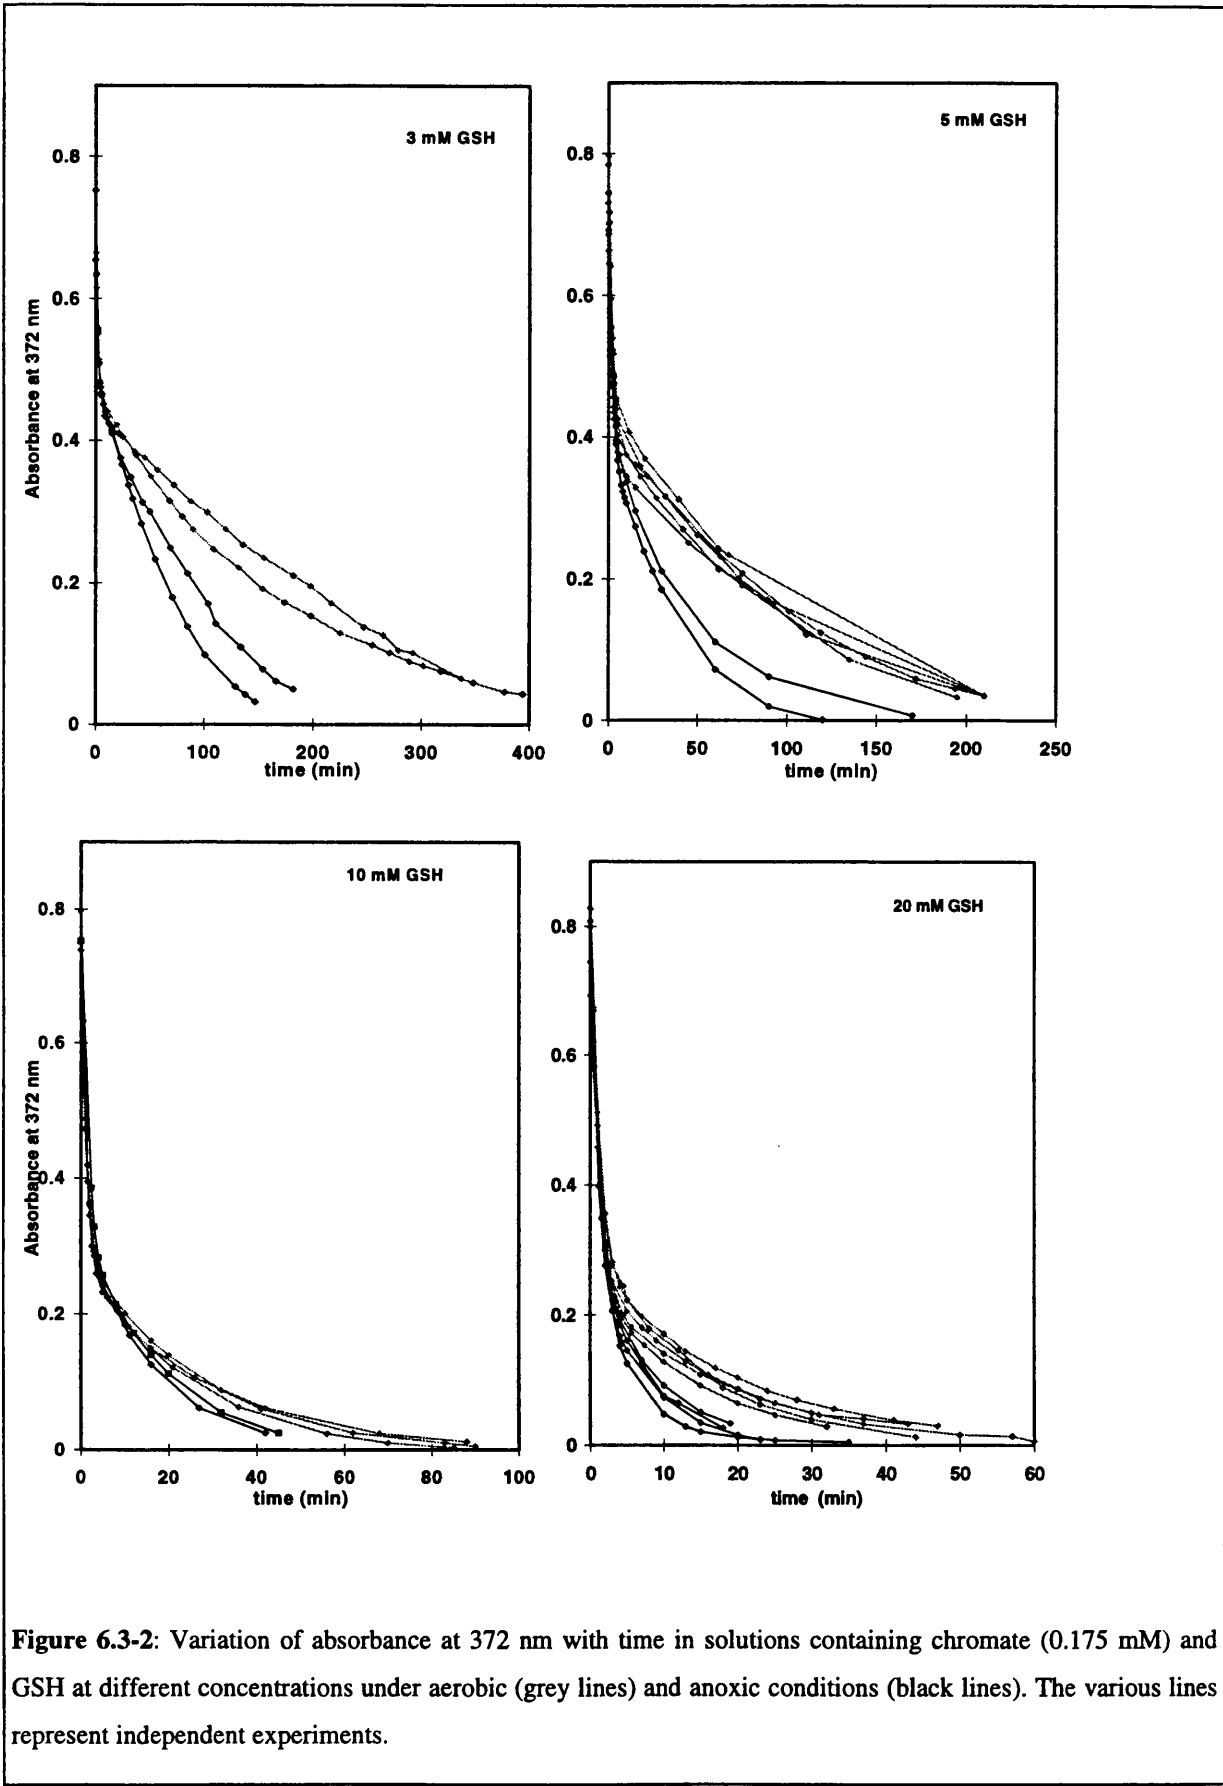 3 mM GSH
0.8
0.6
0.4
0.2
0
Absorbance at 372 nm
0 100 200 300 400
time (min)
5 mM GSH
0.8
0.6
0.4
0.2
0
0 50 100 150 200 250
time (min)
10 mM GSH
0.8
0.6
0.4
0.2
0
Absorbance at 372 nm
0 20 40 60 80 100
time (min)
20 mM GSH
0.8
0.6
0.4
0.2
0
0 10 20 30 40 50 60
time (min)
Figure 6.3-2: Variation of absorbance at 372 nm with time in solutions containing chromate (0.175 mM) and
GSH at different concentrations under aerobic (grey lines) and anoxic conditions (black lines). The various lines
represent independent experiments.